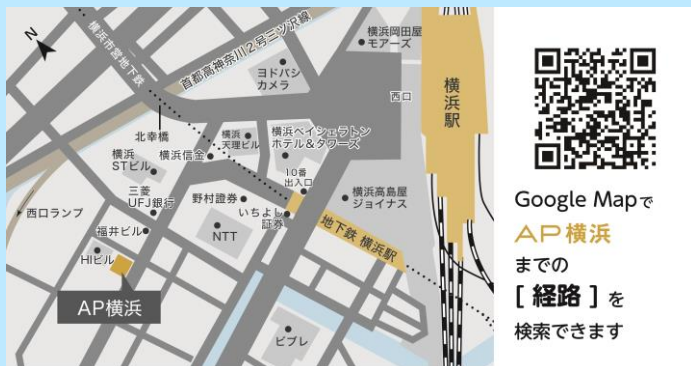 N
横浜市営地下鉄
首都高神奈川2号三ツ沢線
横浜岡田屋
モアーズ
ヨドバシ
カメラ
西口
横浜駅
北幸橋
横浜
天理ビル
横浜ベイシェラトン
ホテル&タワーズ
横浜
STビル
横浜信金
10番
出入口
三菱
UFJ銀行
野村證券
いちよし
証券
横浜高島屋
ジョイナス
西口ランプ
福井ビル
NTT
地下鉄 横浜駅
HIビル
AP横浜
ビブレ
Google Mapで
AP横浜
までの
[ 経路 ] を
検索できます